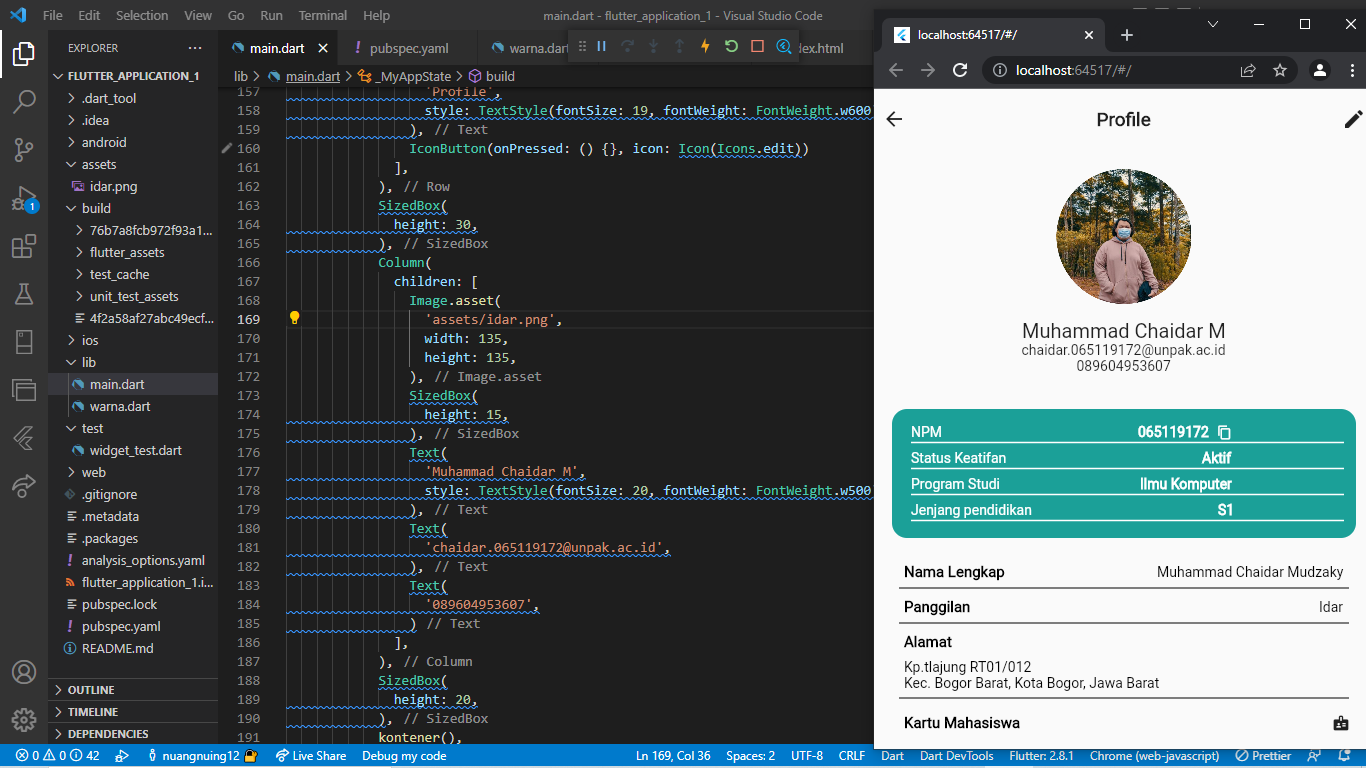 File Edit Selection View Go Run Terminal Help
main.dart - flutter_application_1 - Visual Studio Code
EXPLORER
FLUTTER_APPLICATION_1
.dart_tool
.idea
android
assets
idar.png
build
76b7a8fcb972f93a1...
flutter_assets
test_cache
unit_test_assets
4f2a58af27abc49ecf...
ios
lib
main.dart
warna.dart
test
widget_test.dart
web
.gitignore
.metadata
.packages
analysis_options.yaml
flutter_application_1.i...
pubspec.lock
pubspec.yaml
README.md
OUTLINE
TIMELINE
DEPENDENCIES
1
main.dart
pubspec.yaml
warna.dart
dex.html
lib > main.dart > _MyAppState > build
157 'Profile',
158 style: TextStyle(fontSize: 19, fontWeight: FontWeight.w600
159 ), // Text
160 IconButton(onPressed: () {}, icon: Icon(Icons.edit))
161 ],
162 ), // Row
163 SizedBox(
164 height: 30,
165 ), // SizedBox
166 Column(
167 children: [
168 Image.asset(
169 'assets/idar.png',
170 width: 135,
171 height: 135,
172 ), // Image.asset
173 SizedBox(
174 height: 15,
175 ), // SizedBox
176 Text(
177 'Muhammad Chaidar M',
178 style: TextStyle(fontSize: 20, fontWeight: FontWeight.w500
179 ), // Text
180 Text(
181 'chaidar.065119172@unpak.ac.id',
182 ), // Text
183 Text(
184 '089604953607',
185 ) // Text
186 ],
187 ), // Column
188 SizedBox(
189 height: 20,
190 ), // SizedBox
191 kontener(),
localhost:64517/#/
localhost:64517/#/
Profile
Muhammad Chaidar M
chaidar.065119172@unpak.ac.id
089604953607
NPM 065119172
Status Keatifan Aktif
Program Studi Ilmu Komputer
Jenjang pendidikan S1
Nama Lengkap Muhammad Chaidar Mudzaky
Panggilan Idar
Alamat
Kp.tlajung RT01/012
Kec. Bogor Barat, Kota Bogor, Jawa Barat
Kartu Mahasiswa
0 0 42 nuangnuing12 Live Share Debug my code Ln 169, Col 36 Spaces: 2 UTF-8 CRLF Dart Dart DevTools Flutter: 2.8.1 Chrome (web-javascript) Prettier